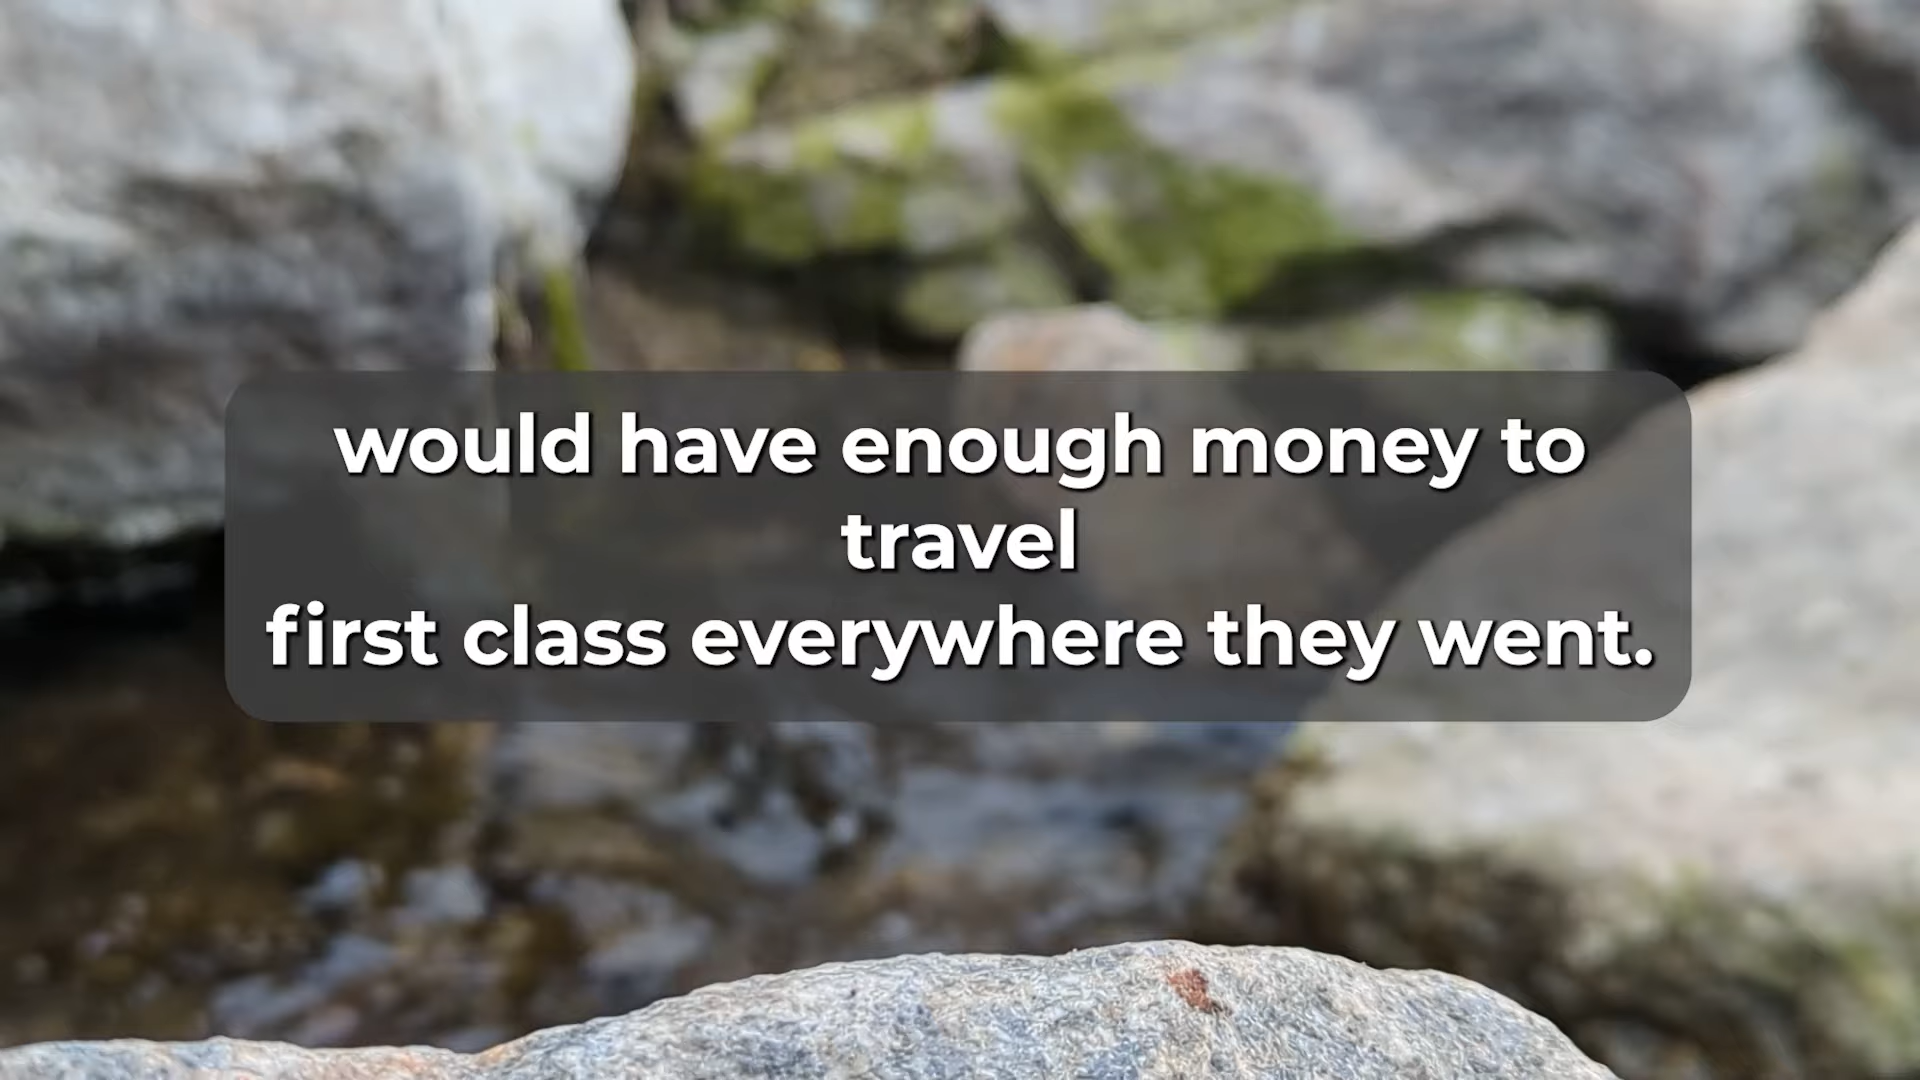 would have enough money to
travel
first class everywhere they went.